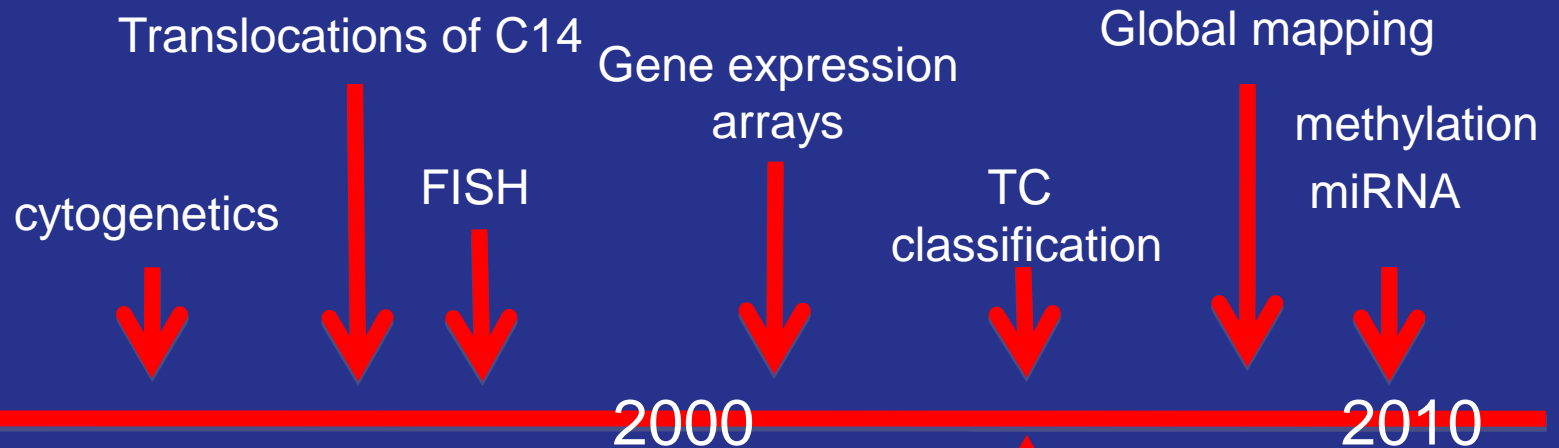 Translocations of C14
Global mapping
Gene expression
arrays
methylation
FISH
TC
miRNA
cytogenetics
classification
2000
2010